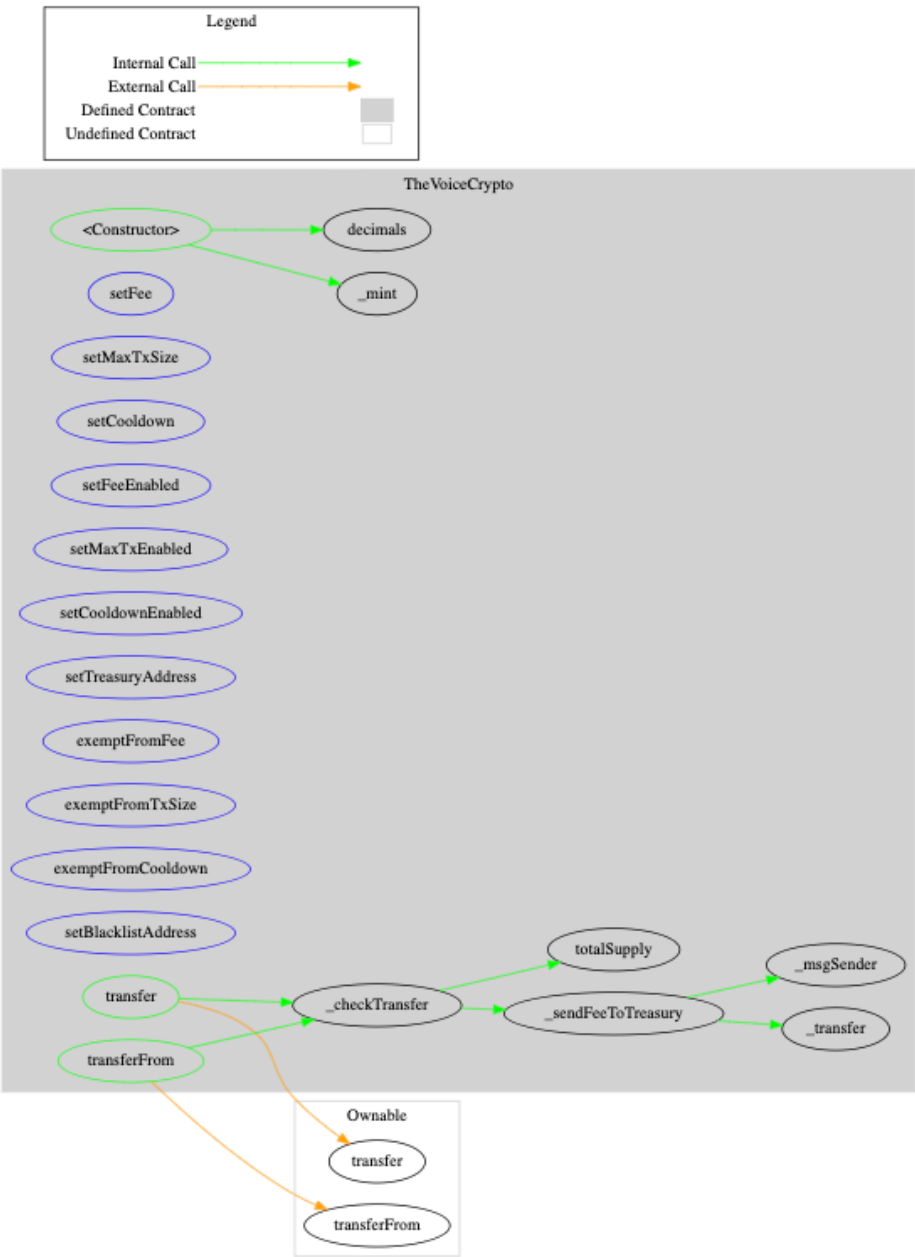 Legend
Internal Call
External Call
Defined Contract
Undefined Contract
TheVoiceCrypto
<Constructor>
decimals
_mint
setFee
setMaxTxSize
setCooldown
setFeeEnabled
setMaxTxEnabled
setCooldownEnabled
setTreasuryAddress
exemptFromFee
exemptFromTxSize
exemptFromCooldown
setBlacklistAddress
totalSupply
_msgSender
transfer
_checkTransfer
_sendFeeToTreasury
_transfer
transferFrom
Ownable
transfer
transferFrom